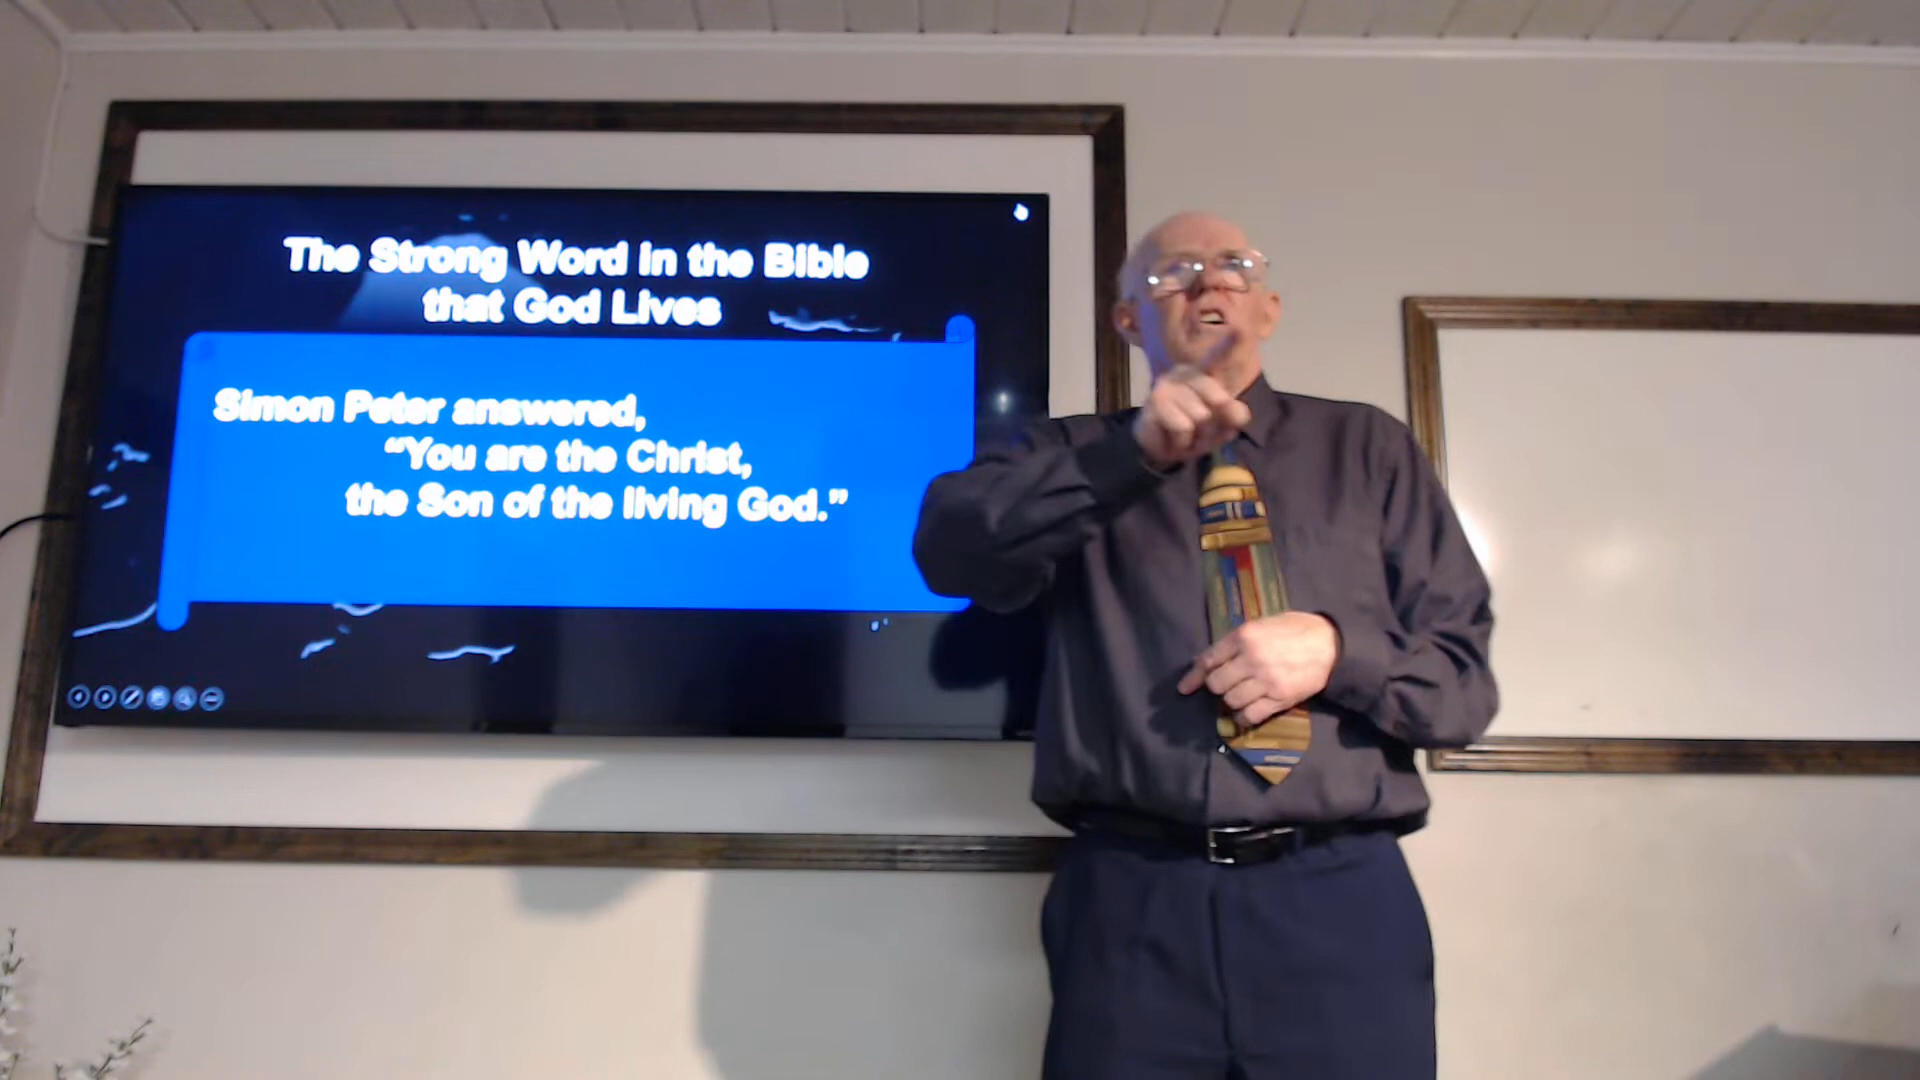 The Strong Word in the Bible
that God Lives
Simon Peter answered,
“You are the Christ,
the Son of the living God.”